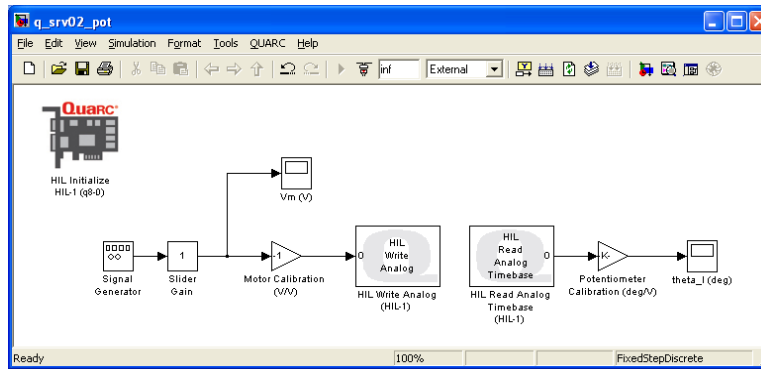 q_srv02_pot
File Edit View Simulation Format Tools QUARC Help
inf External
QUARC
HIL Initialize
HIL-1 (q8-0)
Vm (V)
Signal
Generator
1
Slider
Gain
-1
Motor Calibration
(V/V)
0
HIL
Write
Analog
HIL Write Analog
(HIL-1)
HIL
Read
Analog
Timebase
0
HIL Read Analog
Timebase
(HIL-1)
-K-
Potentiometer
Calibration (deg/V)
theta_l (deg)
Ready 100% FixedStepDiscrete